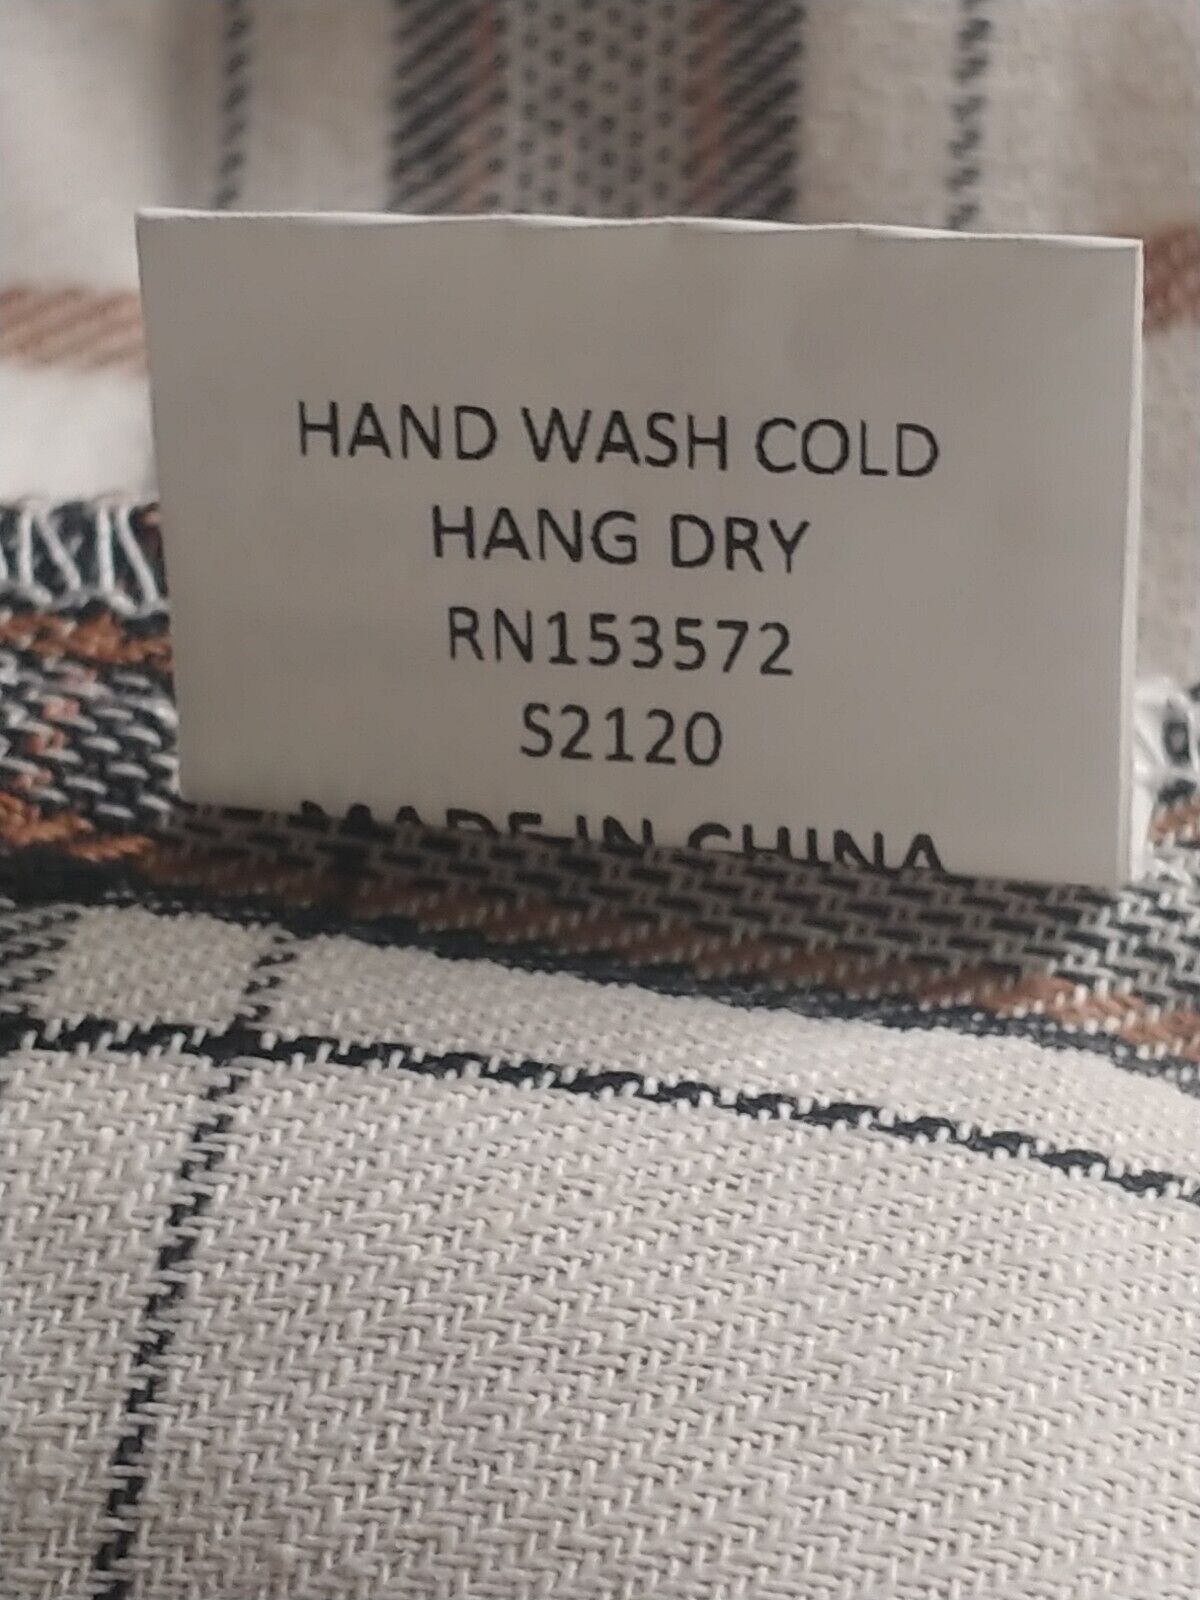 HAND WASH COLD
HANG DRY
RN153572
S2120
MADE IN CHINA